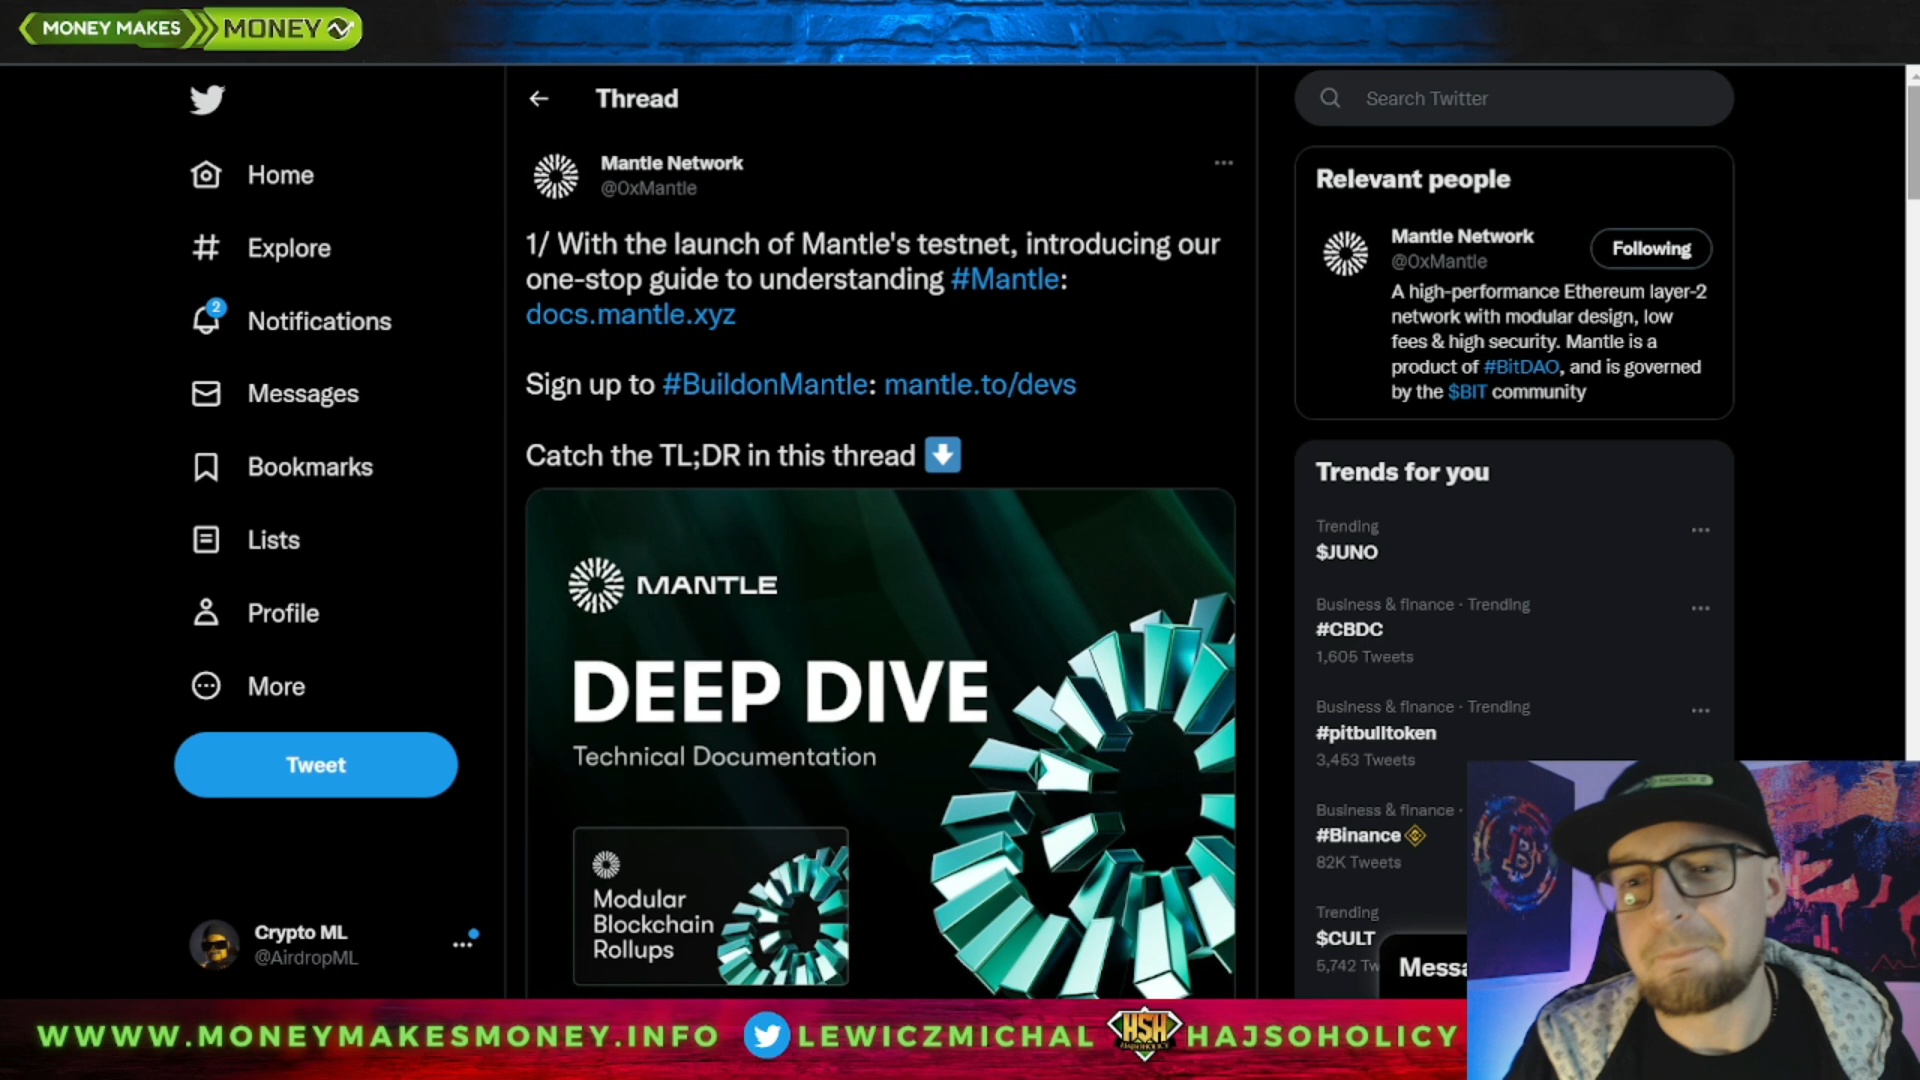 MONEY MAKES MONEY
Home
Explore
2
Notifications
Messages
Bookmarks
Lists
Profile
More
Tweet
Crypto ML
@AirdropML
Thread
Mantle Network
@0xMantle
1/ With the launch of Mantle's testnet, introducing our
one-stop guide to understanding #Mantle:
docs.mantle.xyz
Sign up to #BuildonMantle: mantle.to/devs
Catch the TL;DR in this thread
MANTLE
DEEP DIVE
Technical Documentation
Modular
Blockchain
Rollups
Search Twitter
Relevant people
Mantle Network
@0xMantle
Following
A high-performance Ethereum layer-2
network with modular design, low
fees & high security. Mantle is a
product of #BitDAO, and is governed
by the $BIT community
Trends for you
Trending
$JUNO
Business & finance · Trending
#CBDC
1,605 Tweets
Business & finance · Trending
#pitbulltoken
3,453 Tweets
Business & finance ·
#Binance
82K Tweets
Trending
$CULT
5,742 Tw
Messa
WWWW.MONEYMAKESMONEY.INFO LEWICZMICHAL HSH HAJSOHOLICY